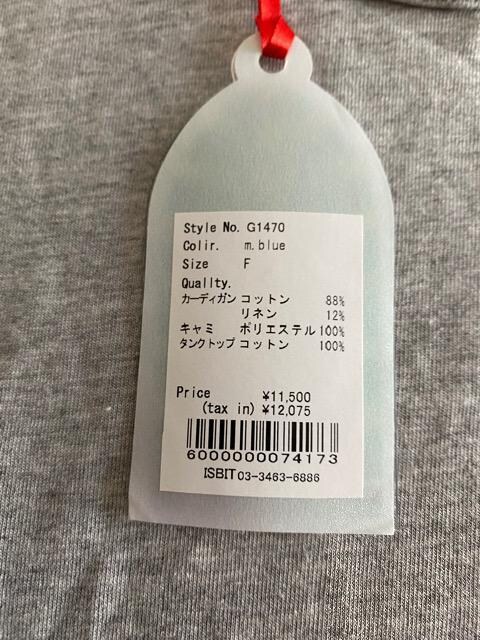 Style No. G1470
Colir. m.blue
Size F
Quallty.
カーディガン コットン 88%
リネン 12%
キャミ ポリエステル 100%
タンクトップ コットン 100%
Price ¥11,500
(tax in) ¥12,075
6000000074173
ISBIT 03-3463-6886